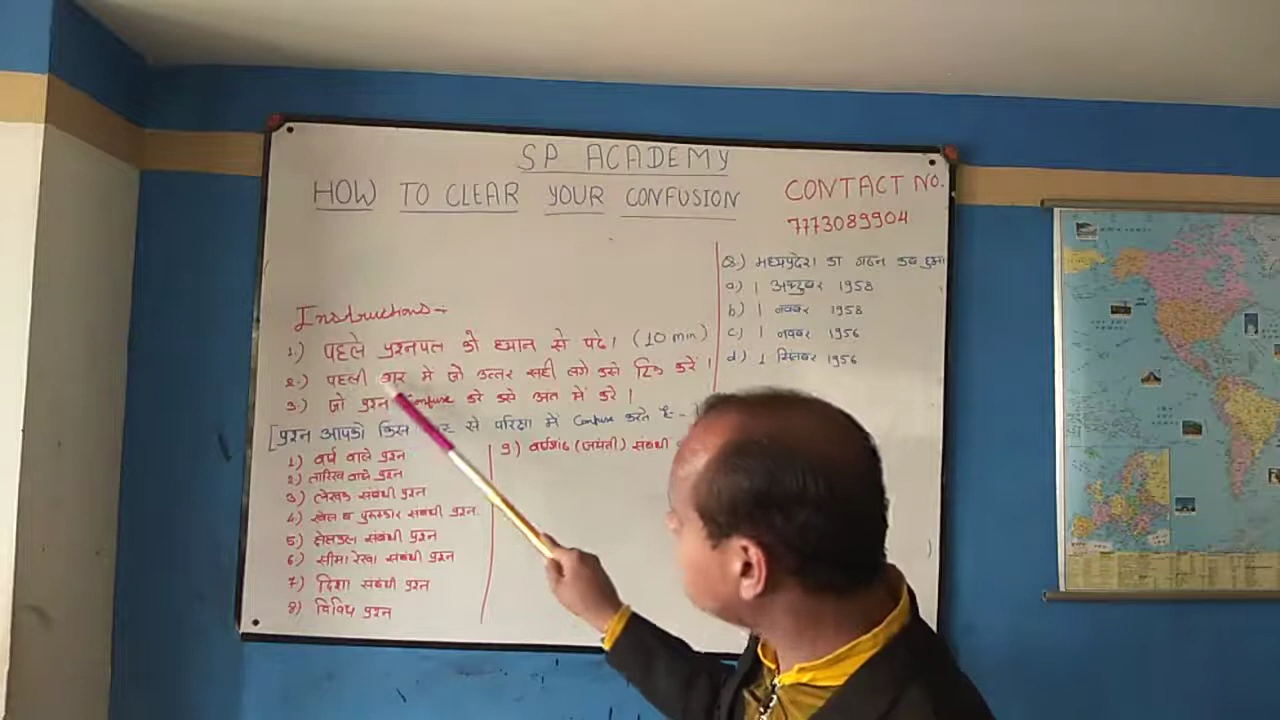 SP ACADEMY
HOW TO CLEAR YOUR CONFUSION
CONTACT NO.
7773089904
Instructions:-
1.) पहले प्रश्नपत्र को ध्यान से पढे। (10 min)
2.) पहली बार में जो उत्तर सही लगे उसे टिक करें।
3.) जो प्रश्न Confuse करे उसे अंत में करे।
[प्रश्न आपको किस से परिक्षा में Confuse करते है-
1) वर्ष वाले प्रश्न
2) तारिख वाले प्रश्न
3) लेखक संबंधी प्रश्न
4) खेल व पुरुस्कार संबंधी प्रश्न
5.) क्षेत्रफल संबंधी प्रश्न
6.) सीमा रेखा संबंधी प्रश्न
7) दिशा संबंधी प्रश्न
8) विविध प्रश्न
9) वर्षगांठ (जयंती) संबंधी
Q.) मध्यप्रदेश का गठन कब हुआ
a) 1 अक्टुबर 1958
b) 1 नवम्बर 1958
c) 1 नवम्बर 1956
d) 1 सितम्बर 1956